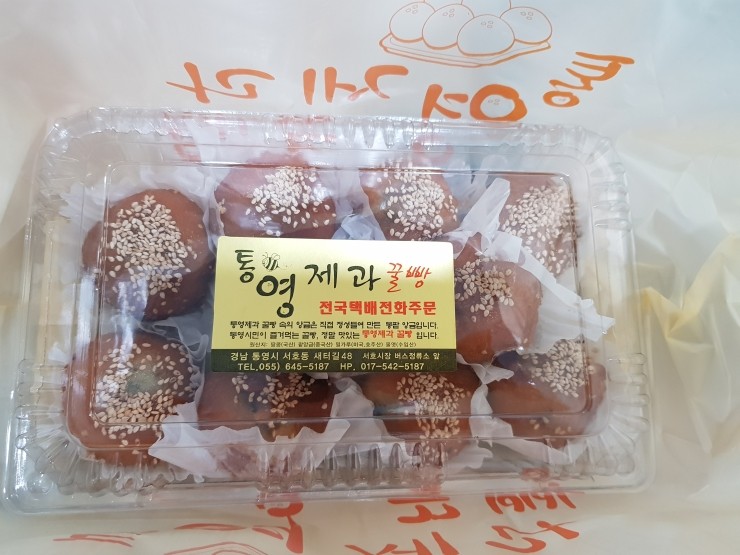 통영제과
통영제과 꿀빵
전국택배전화주문
통영제과 꿀빵 속의 앙금은 직접 정성들여 만든 통팥 앙금입니다.
통영시민이 즐겨먹는 꿀빵, 정말 맛있는 통영제과 꿀빵 입니다.
경남 통영시 서호동 새터길48 서호시장 버스정류소 앞
TEL,055) 645-5187 HP. 017-542-5187